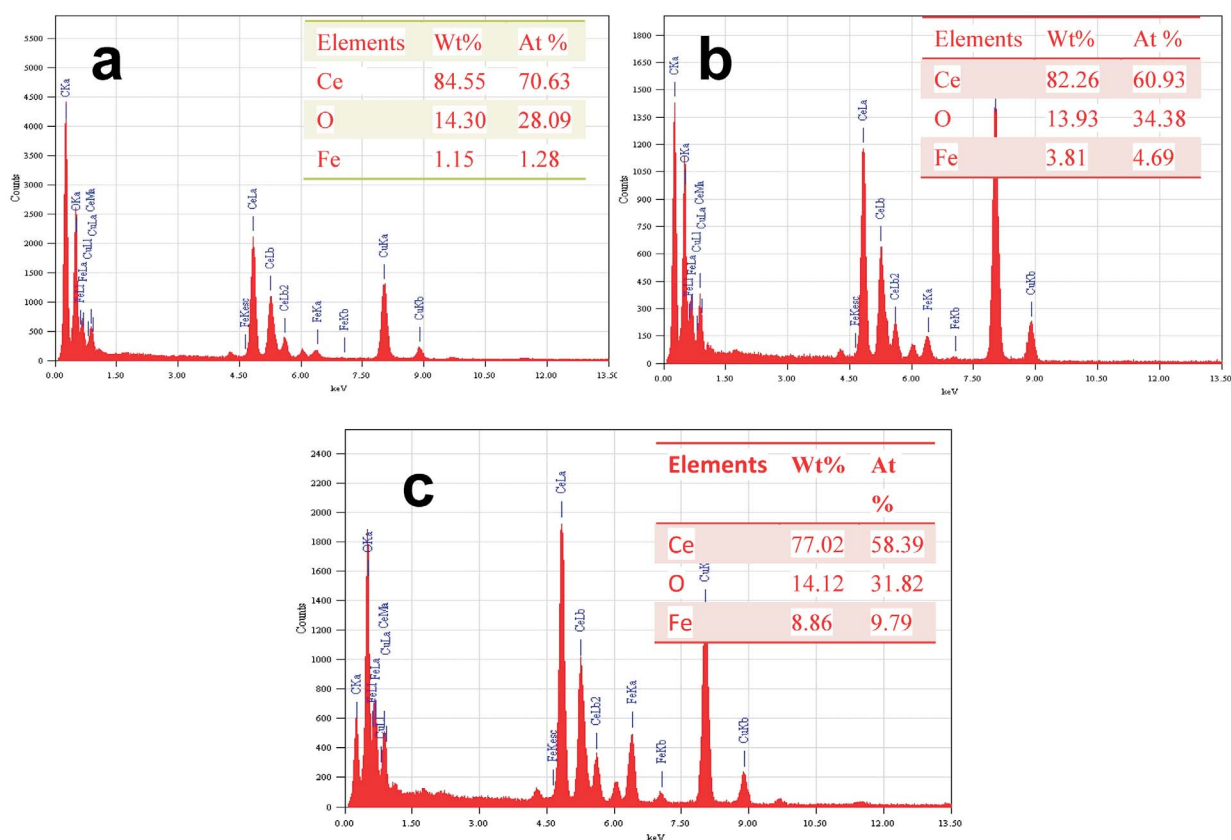 a
Elements Wt% At %
Ce 84.55 70.63
O 14.30 28.09
Fe 1.15 1.28
Counts
5500
5000
4500
4000
3500
3000
2500
2000
1500
1000
500
0
CKa
OKa
FeLl
FeLa
CuLl
CuLa
CeMa
FeKesc
CeLa
CeLb
CeLb2
FeKa
FeKb
CuKa
CuKb
0.00 1.50 3.00 4.50 6.00 7.50 9.00 10.50 12.00 13.50
keV
b
Elements Wt% At %
Ce 82.26 60.93
O 13.93 34.38
Fe 3.81 4.69
Counts
1800
1650
1500
1350
1200
1050
900
750
600
450
300
150
0
CKa
OKa
FeLl
FeLa
CuLl
CuLa
CeMa
FeKesc
CeLa
CeLb
CeLb2
FeKa
FeKb
CuKb
0.00 1.50 3.00 4.50 6.00 7.50 9.00 10.50 12.00 13.50
keV
c
Elements Wt% At
%
Ce 77.02 58.39
O 14.12 31.82
Fe 8.86 9.79
Counts
2400
2200
2000
1800
1600
1400
1200
1000
800
600
400
200
0
CKa
OKa
FeLl
FeLa
CuLl
CuLa
CeMa
FeKesc
CeLa
CeLb
CeLb2
FeKa
FeKb
CuK
CuKb
0.00 1.50 3.00 4.50 6.00 7.50 9.00 10.50 12.00 13.50
keV